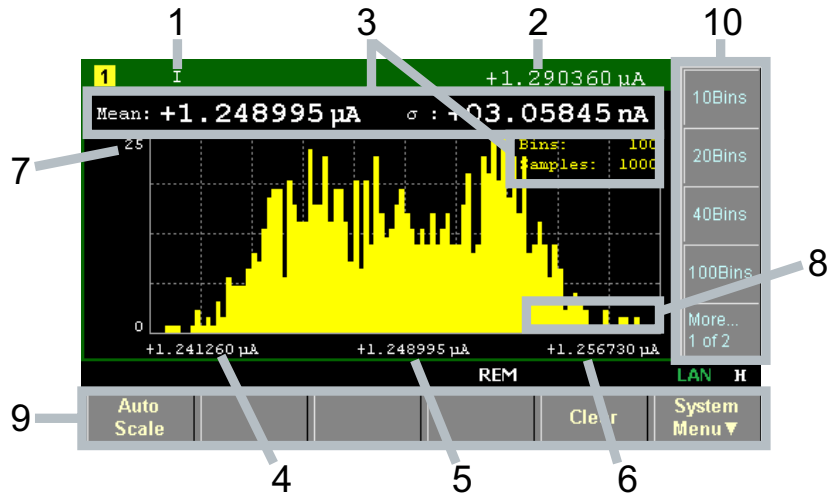 1 3 2 10
1 I +1.290360 µA
Mean: +1.248995 µA σ : +03.05845 nA
10Bins
25
Bins: 100
Samples: 1000
7
20Bins
40Bins
8
100Bins
0
More...
1 of 2
+1.241260 µA +1.248995 µA +1.256730 µA
REM LAN H
9
Auto
Scale
Clear
System
Menu▼
4 5 6